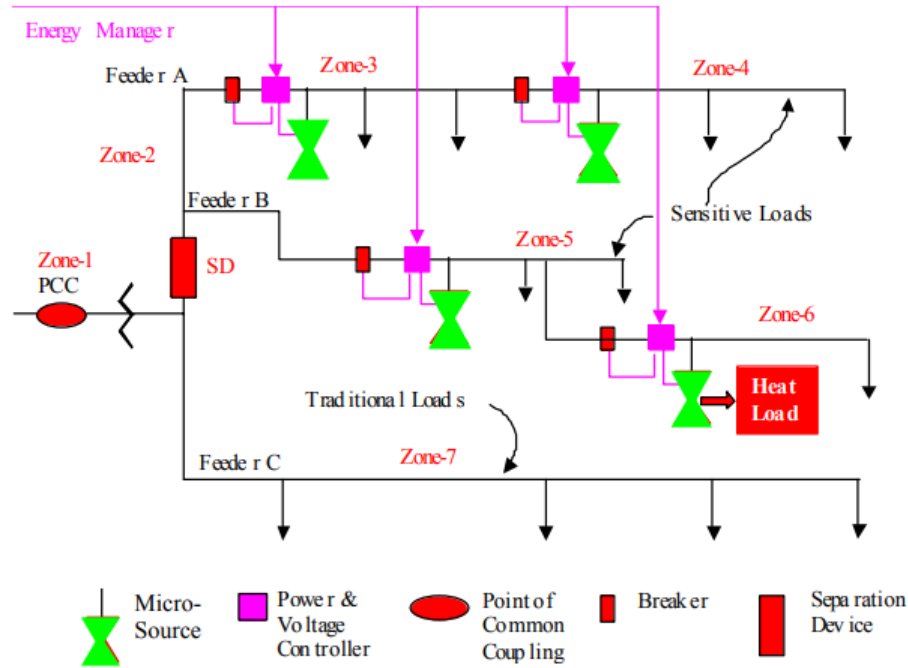 Energy Manager
Feeder A
Zone-3
Zone-4
Zone-2
Feeder B
Sensitive Loads
Zone-5
Zone-1
PCC
SD
Zone-6
Heat
Load
Traditional Loads
Feeder C
Zone-7
Micro-
Source
Power &
Voltage
Controller
Point of
Common
Coupling
Breaker
Separation
Device